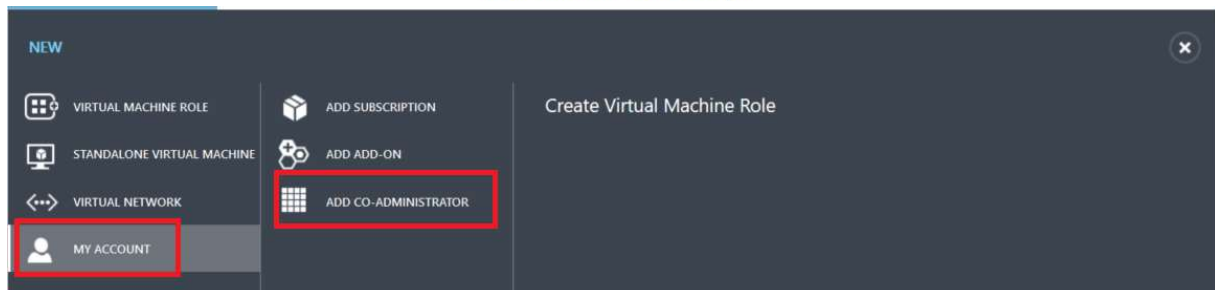 NEW
VIRTUAL MACHINE ROLE
STANDALONE VIRTUAL MACHINE
VIRTUAL NETWORK
MY ACCOUNT
ADD SUBSCRIPTION
ADD ADD-ON
ADD CO-ADMINISTRATOR
Create Virtual Machine Role